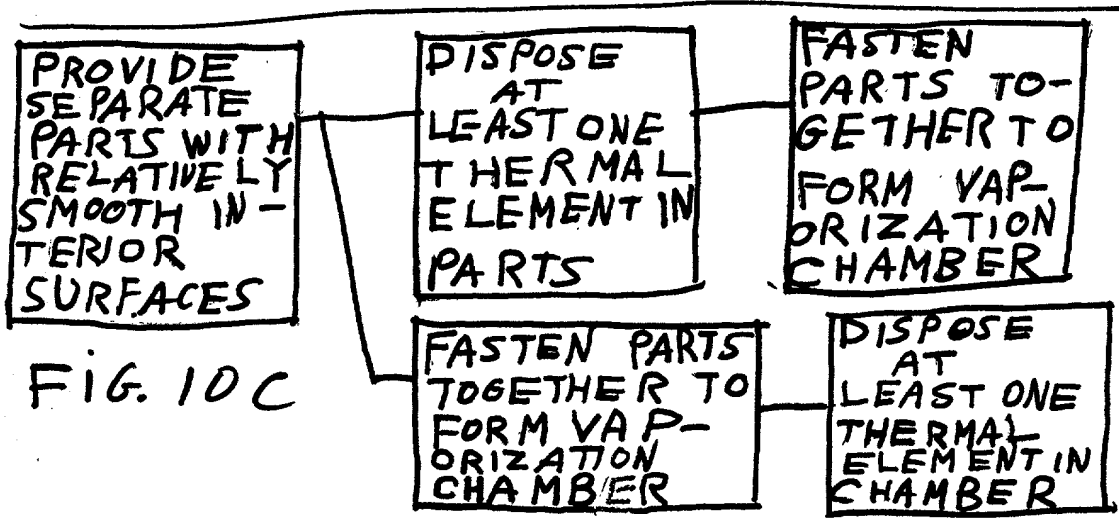 PROVIDE
SEPARATE
PARTS WITH
RELATIVELY
SMOOTH IN-
TERIOR
SURFACES
DISPOSE
AT
LEAST ONE
THERMAL
ELEMENT IN
PARTS
FASTEN
PARTS TO-
GETHER TO
FORM VAP-
ORIZATION
CHAMBER
FASTEN PARTS
TOGETHER TO
FORM VAP-
ORIZATION
CHAMBER
DISPOSE
AT
LEAST ONE
THERMAL
ELEMENT IN
CHAMBER
FiG. 10C